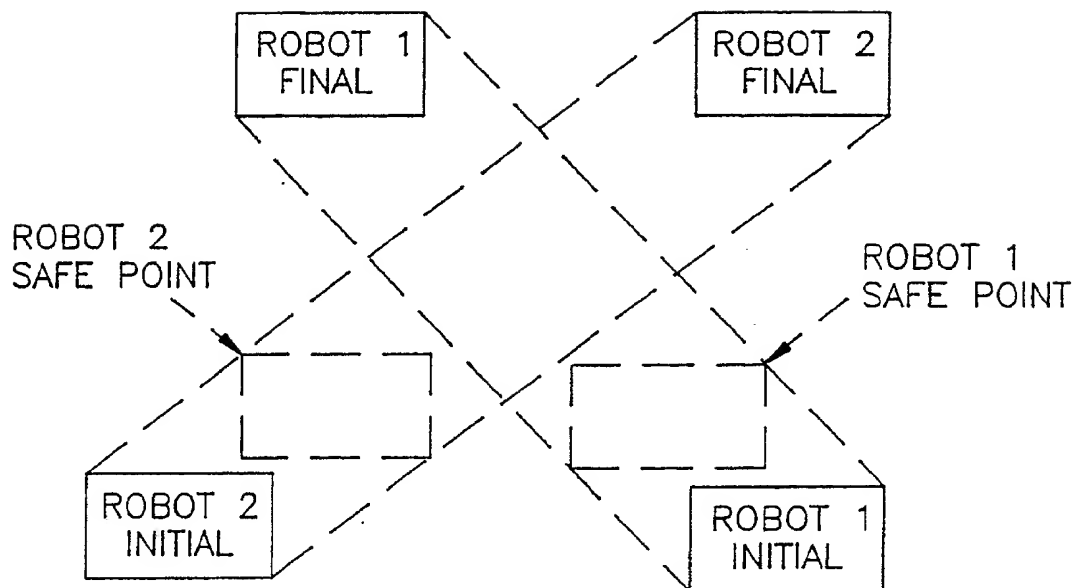 ROBOT 1
FINAL
ROBOT 2
FINAL
ROBOT 2
SAFE POINT
ROBOT 1
SAFE POINT
ROBOT 2
INITIAL
ROBOT 1
INITIAL